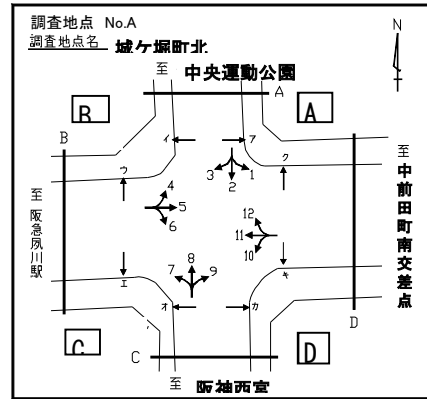 調査地点 No.A
調査地点名 城ケ堀町北
N
至
中央運動公園
A
B
A
B
イ
ア
ウ
ク
3
2
1
至
中前田町南交差点
至
阪急夙川駅
4
5
6
12
11
10
8
7
9
エ
キ
オ
カ
C
D
D
C
至
阪神西宮